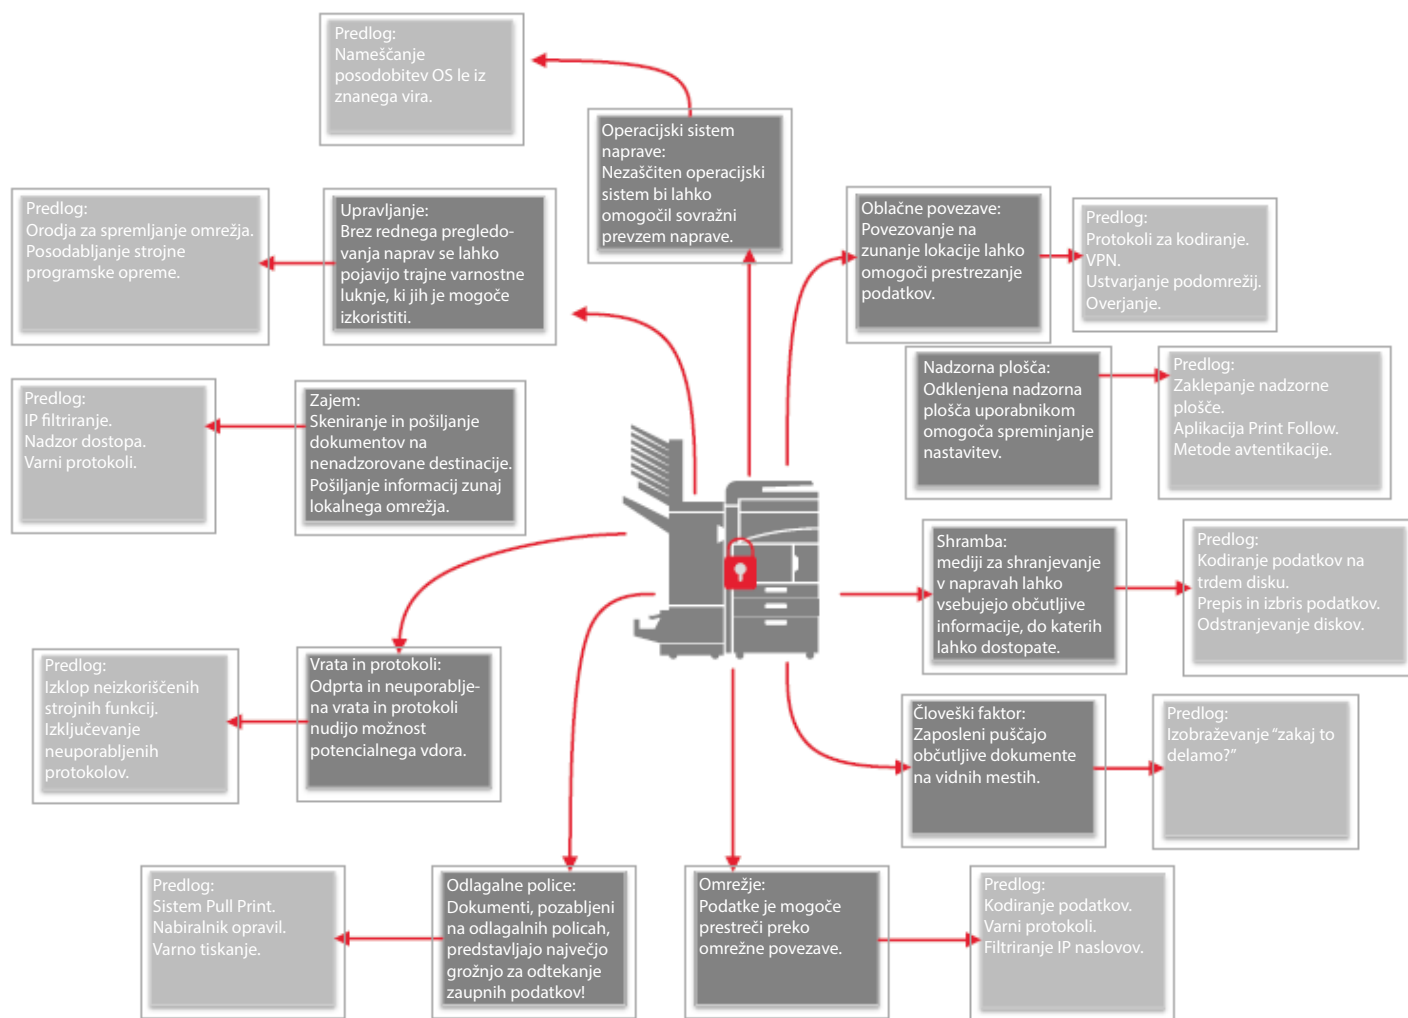 Predlog:
Nameščanje
posodobitev OS le iz
znanega vira.
Operacijski sistem
naprave:
Nezaščiten operacijski
sistem bi lahko
omogočil sovražni
prevzem naprave.
Predlog:
Orodja za spremljanje omrežja.
Posodabljanje strojne
programske opreme.
Upravljanje:
Brez rednega pregledo-
vanja naprav se lahko
pojavijo trajne varnostne
luknje, ki jih je mogoče
izkoristiti.
Oblačne povezave:
Povezovanje na
zunanje lokacije lahko
omogoči prestrezanje
podatkov.
Predlog:
Protokoli za kodiranje.
VPN.
Ustvarjanje podomrežij.
Overjanje.
Predlog:
IP filtriranje.
Nadzor dostopa.
Varni protokoli.
Zajem:
Skeniranje in pošiljanje
dokumentov na
nenadzorovane destinacije.
Pošiljanje informacij zunaj
lokalnega omrežja.
Nadzorna plošča:
Odklenjena nadzorna
plošča uporabnikom
omogoča spreminjanje
nastavitev.
Predlog:
Zaklepanje nadzorne
plošče.
Aplikacija Print Follow.
Metode avtentikacije.
Shramba:
mediji za shranjevanje
v napravah lahko
vsebujejo občutljive
informacije, do katerih
lahko dostopate.
Predlog:
Kodiranje podatkov na
trdem disku.
Prepis in izbris podatkov.
Odstranjevanje diskov.
Predlog:
Izklop neizkoriščenih
strojnih funkcij.
Izključevanje
neuporabljenih
protokolov.
Vrata in protokoli:
Odprta in neuporablje-
na vrata in protokoli
nudijo možnost
potencialnega vdora.
Človeški faktor:
Zaposleni puščajo
občutljive dokumente
na vidnih mestih.
Predlog:
Izobraževanje “zakaj to
delamo?”
Predlog:
Sistem Pull Print.
Nabiralnik opravil.
Varno tiskanje.
Odlagalne police:
Dokumenti, pozabljeni
na odlagalnih policah,
predstavljajo največjo
grožnjo za odtekanje
zaupnih podatkov!
Omrežje:
Podatke je mogoče
prestreči preko
omrežne povezave.
Predlog:
Kodiranje podatkov.
Varni protokoli.
Filtriranje IP naslovov.